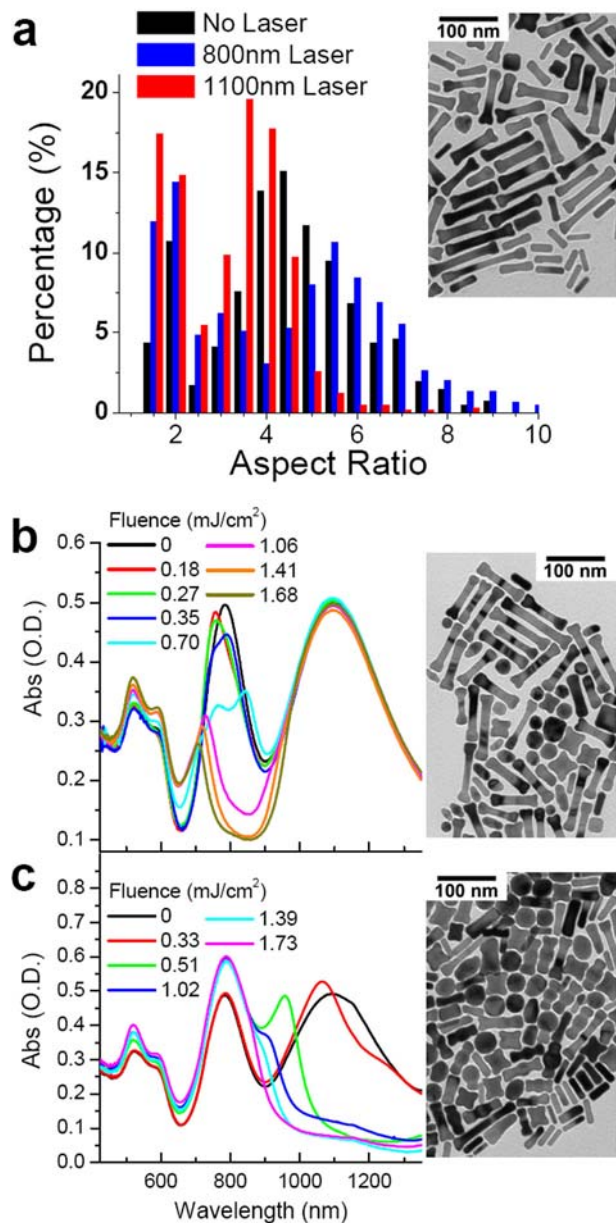 a
No Laser
800nm Laser
1100nm Laser
100 nm
Percentage (%)
20
15
10
5
0
2 4 6 8 10
Aspect Ratio
b
Fluence (mJ/cm²)
0 1.06
0.18 1.41
0.27 1.68
0.35
0.70
100 nm
Abs (O.D.)
0.6
0.5
0.4
0.3
0.2
0.1
c
Fluence (mJ/cm²)
0 1.39
0.33 1.73
0.51
1.02
100 nm
Abs (O.D.)
0.8
0.7
0.6
0.5
0.4
0.3
0.2
0.1
0.0
600 800 1000 1200
Wavelength (nm)